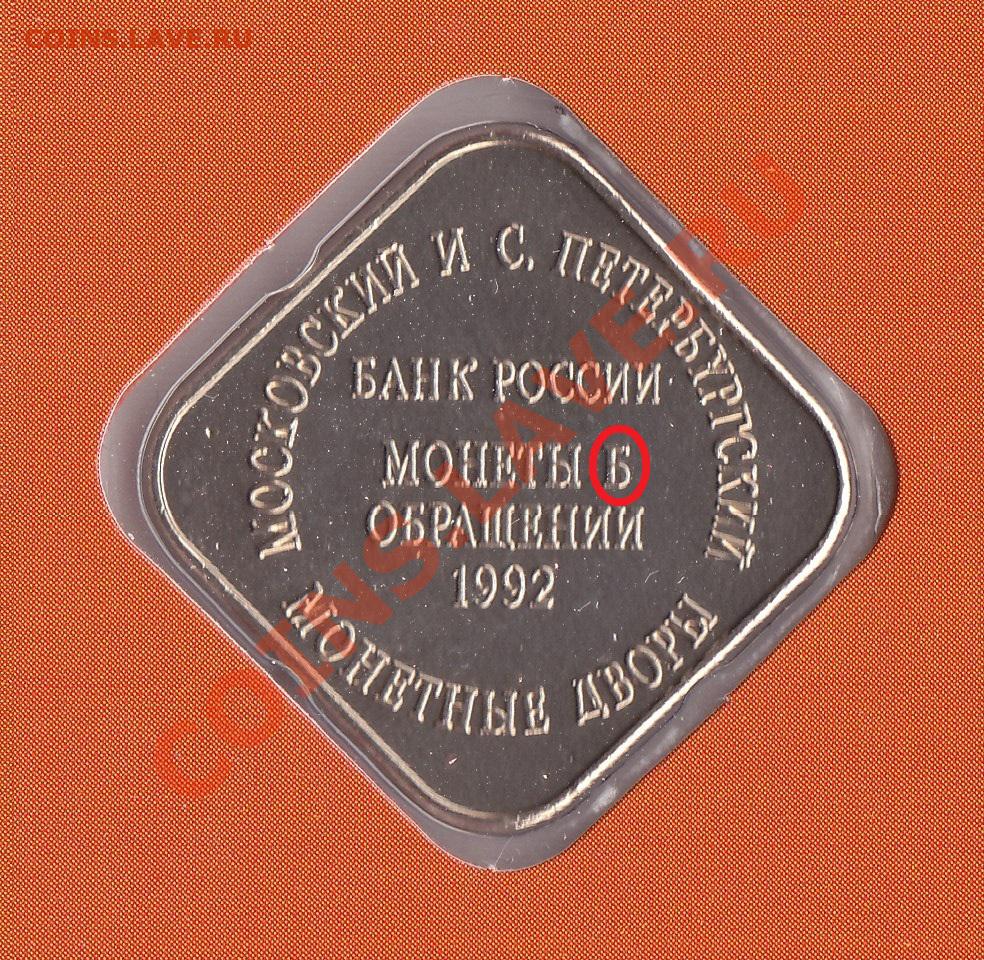 COINS.LAVE.RU
МОСКОВСКИЙ И С. ПЕТЕРБУРГСКИЙ
БАНК РОССИИ
МОНЕТЫ Б
ОБРАЩЕНИИ
1992
МОНЕТНЫЕ ДВОРЫ
COINS.LAVE.RU